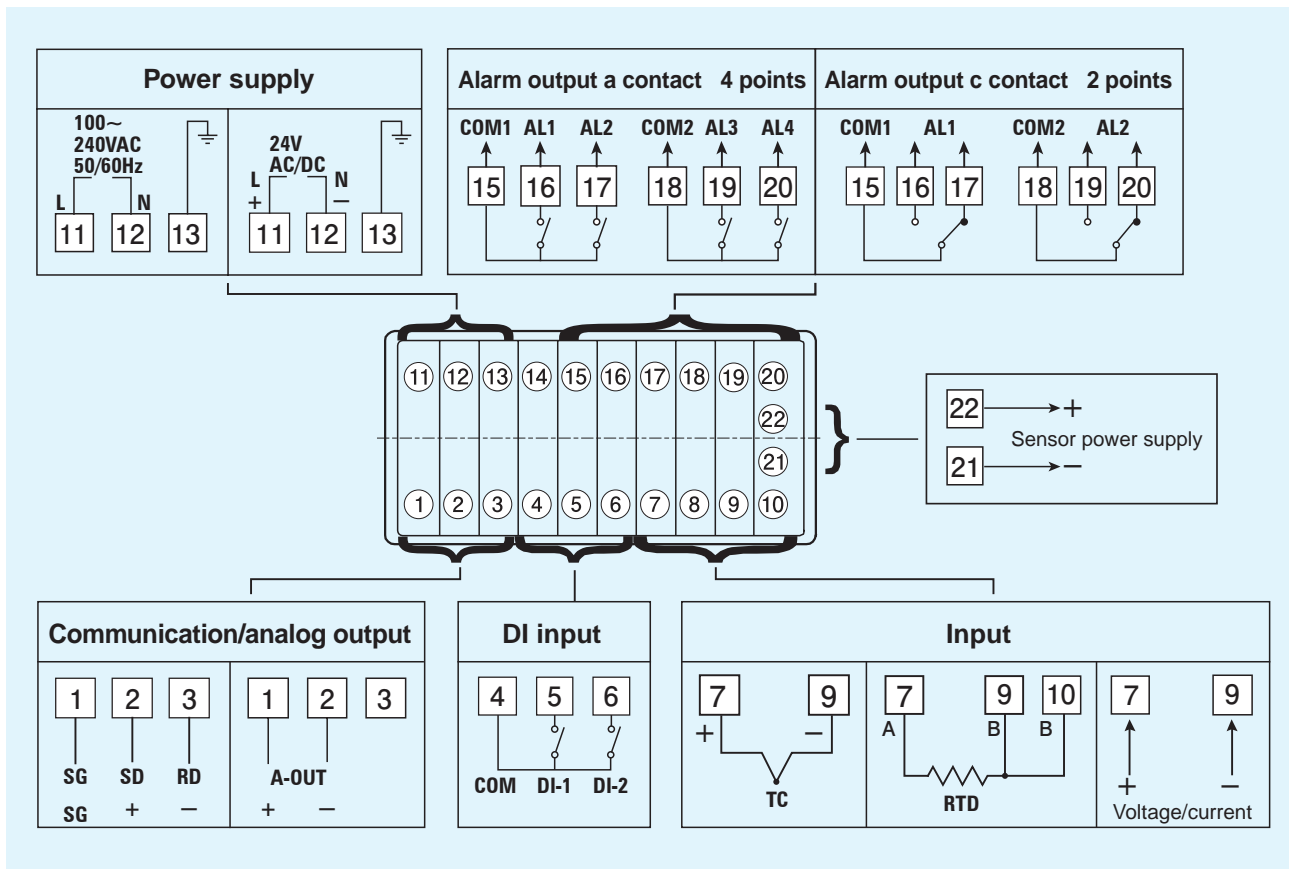 Power supply
100~
240VAC
50/60Hz
L N
11 12 13
24V
AC/DC
L N
+ −
11 12 13
Alarm output a contact 4 points
COM1 AL1 AL2 COM2 AL3 AL4
15 16 17 18 19 20
Alarm output c contact 2 points
COM1 AL1 COM2 AL2
15 16 17 18 19 20
11 12 13 14 15 16 17 18 19 20
22
21
1 2 3 4 5 6 7 8 9 10
22 +
Sensor power supply
21 −
Communication/analog output
1 2 3
SG SD RD
SG + −
1 2 3
A-OUT
+ −
DI input
4 5 6
COM DI-1 DI-2
Input
7 9
+ −
TC
7 9 10
A B B
RTD
7 9
+ −
Voltage/current